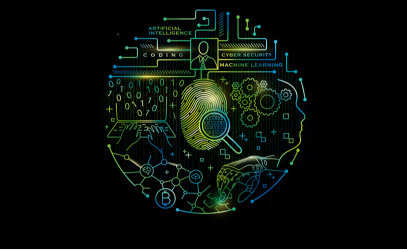 ARTIFICIAL
INTELLIGENCE
CODING
CYBER SECURITY
MACHINE LEARNING